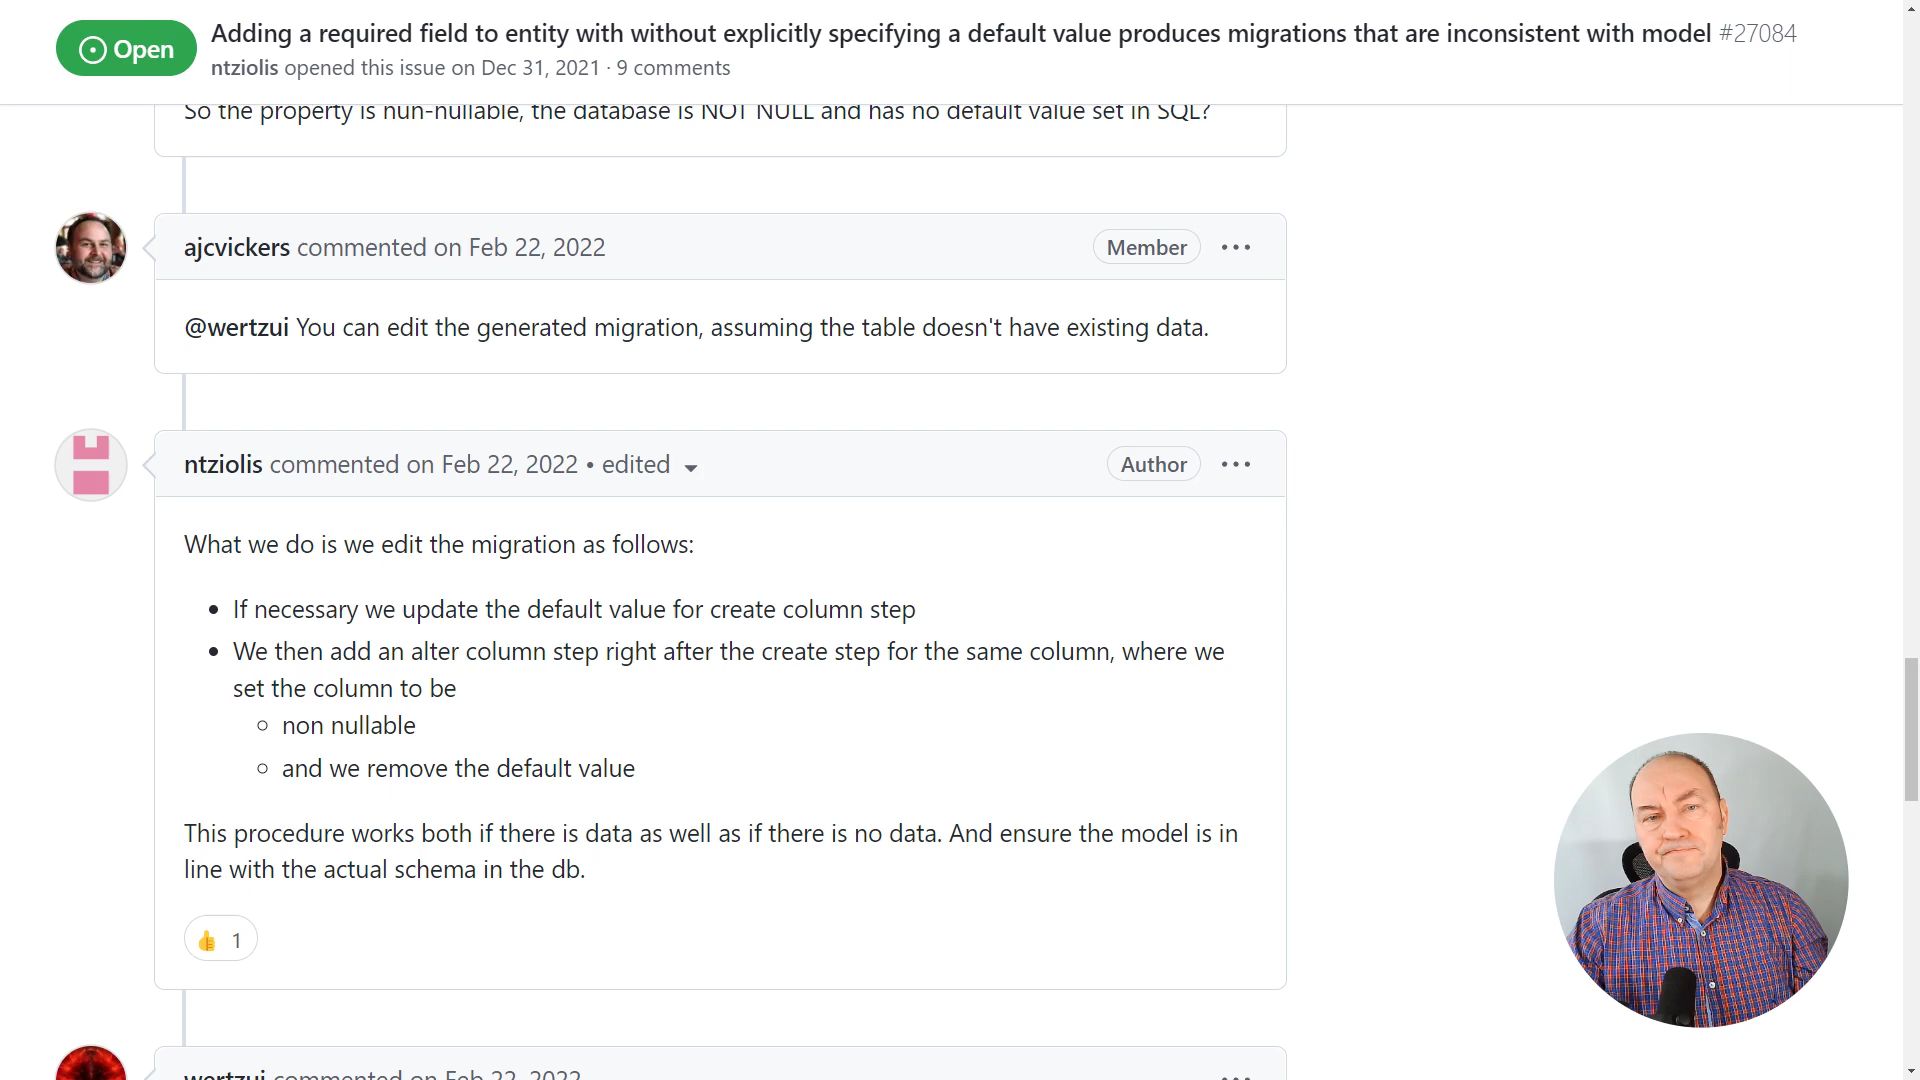 Open
Adding a required field to entity with without explicitly specifying a default value produces migrations that are inconsistent with model #27084
ntziolis opened this issue on Dec 31, 2021 · 9 comments
So the property is nun-nullable, the database is NOT NULL and has no default value set in SQL?
ajcvickers commented on Feb 22, 2022
Member
@wertzui You can edit the generated migration, assuming the table doesn't have existing data.
ntziolis commented on Feb 22, 2022 • edited
Author
What we do is we edit the migration as follows:
• If necessary we update the default value for create column step
• We then add an alter column step right after the create step for the same column, where we
set the column to be
○ non nullable
○ and we remove the default value
This procedure works both if there is data as well as if there is no data. And ensure the model is in
line with the actual schema in the db.
👍 1
wertzui commented on Feb 22, 2022